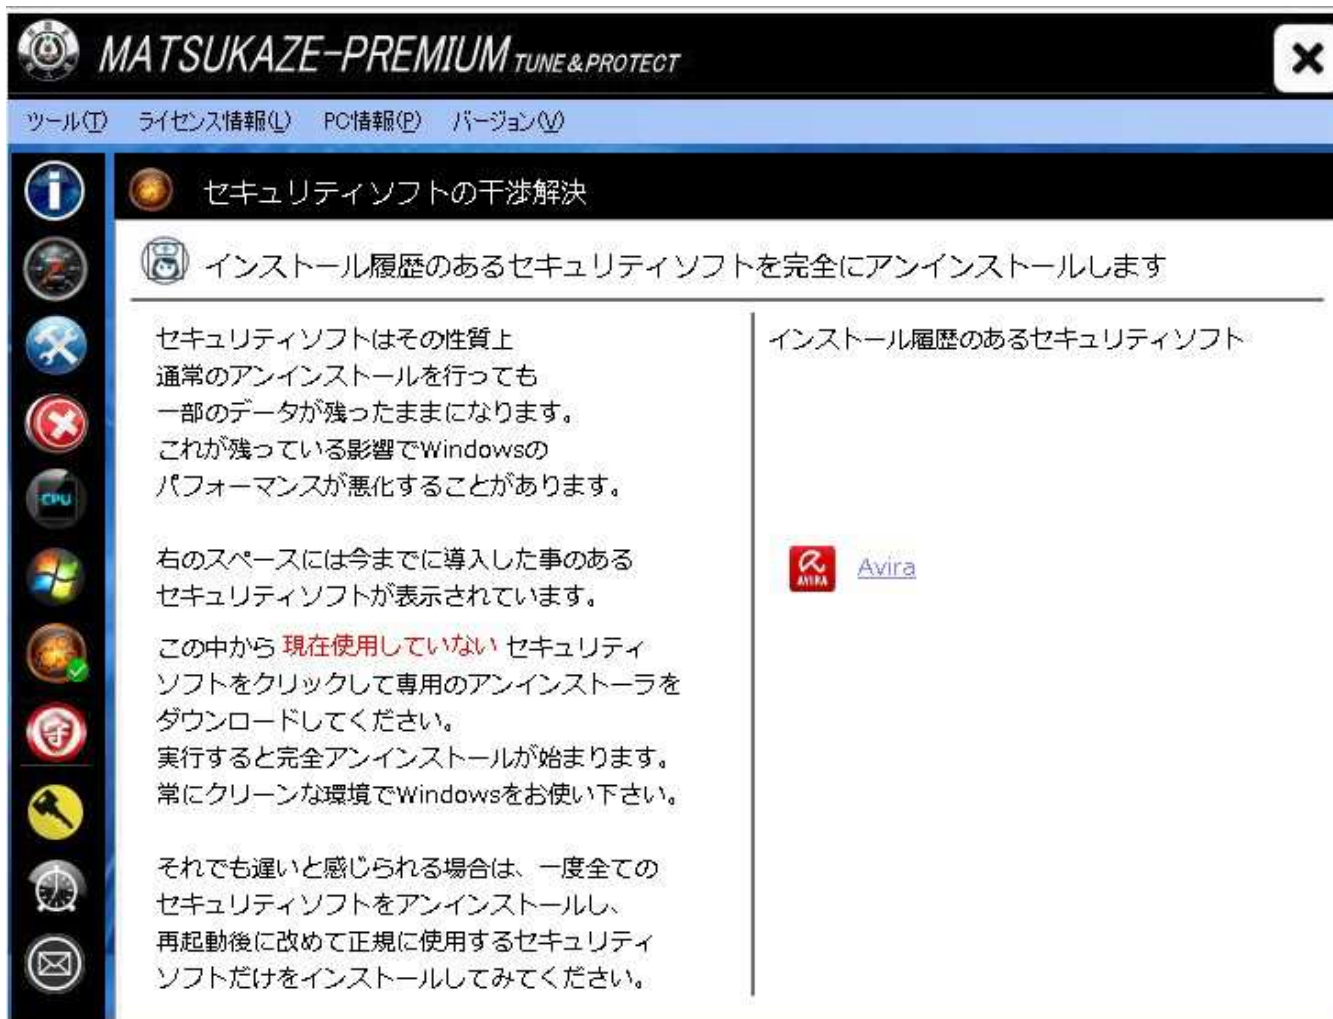 MATSUKAZE-PREMIUM TUNE&PROTECT
ツール(T) ライセンス情報(L) PC情報(P) バージョン(V)
セキュリティソフトの干渉解決
インストール履歴のあるセキュリティソフトを完全にアンインストールします
セキュリティソフトはその性質上
通常のアンインストールを行っても
一部のデータが残ったままになります。
これが残っている影響でWindowsの
パフォーマンスが悪化することがあります。
右のスペースには今までに導入した事のある
セキュリティソフトが表示されています。
この中から 現在使用していない セキュリティ
ソフトをクリックして専用のアンインストーラを
ダウンロードしてください。
実行すると完全アンインストールが始まります。
常にクリーンな環境でWindowsをお使い下さい。
それでも遅いと感じられる場合は、一度全ての
セキュリティソフトをアンインストールし、
再起動後に改めて正規に使用するセキュリティ
ソフトだけをインストールしてみてください。
インストール履歴のあるセキュリティソフト
AVIRA Avira
CPU
守